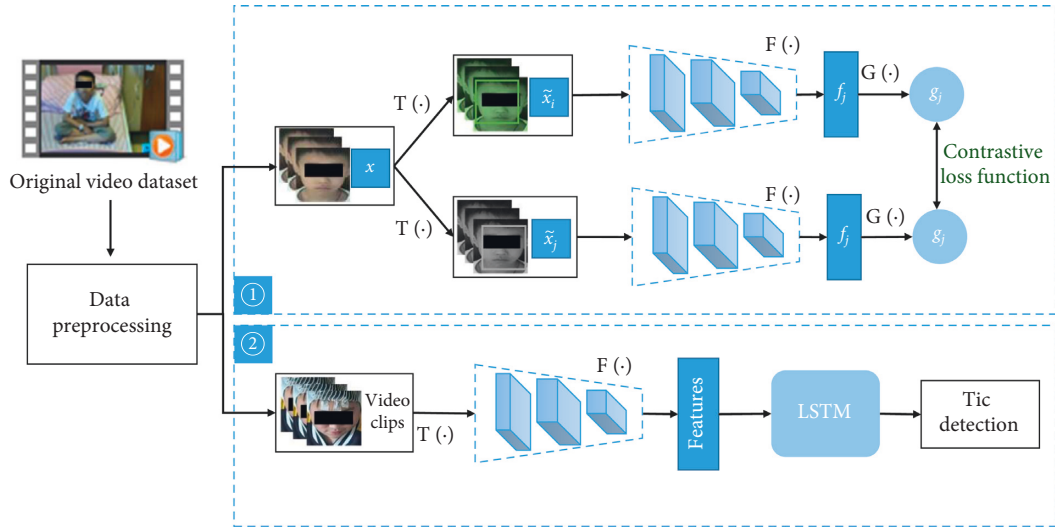 Original video dataset
Data
preprocessing
①
x
T (·)
T (·)
x̃ᵢ
x̃ⱼ
F (·)
fⱼ
G (·)
gⱼ
Contrastive
loss function
F (·)
fⱼ
G (·)
gⱼ
②
Video
clips
T (·)
F (·)
Features
LSTM
Tic
detection